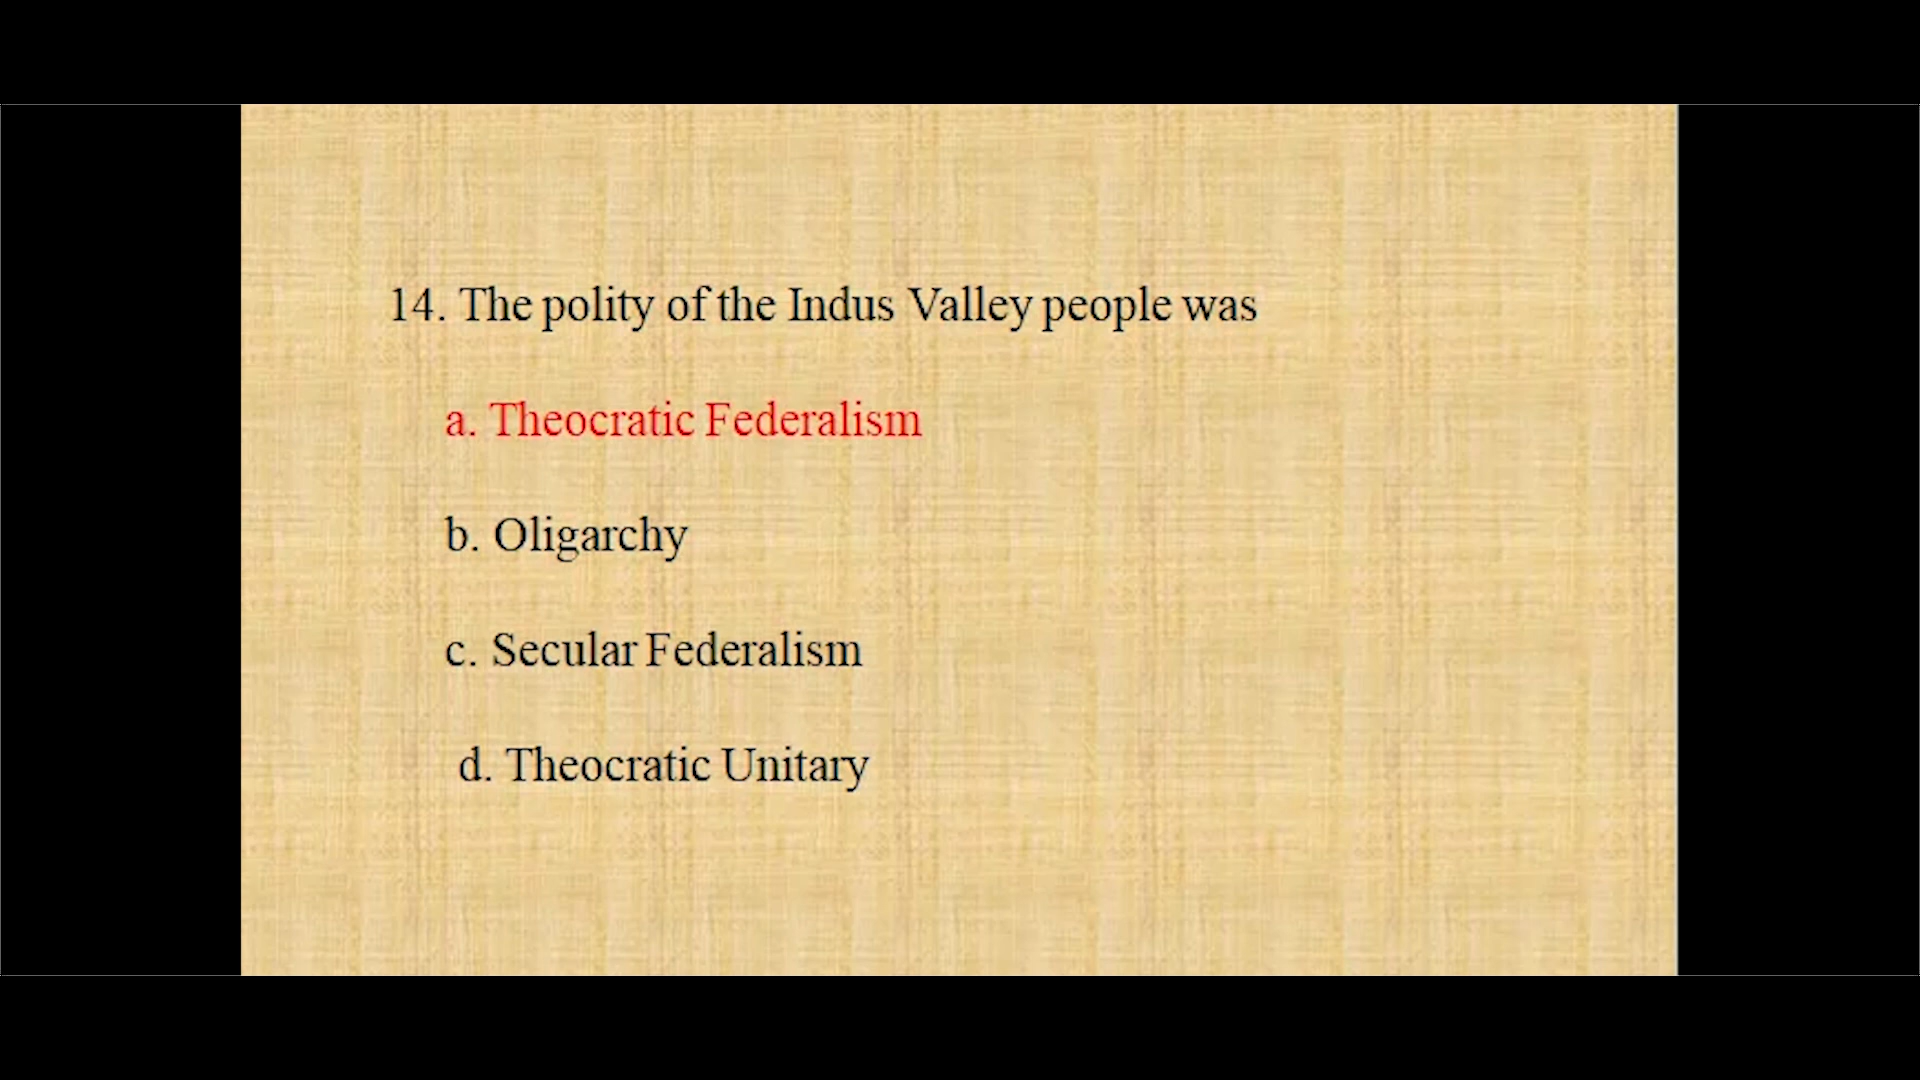 14. The polity of the Indus Valley people was
a. Theocratic Federalism
b. Oligarchy
c. Secular Federalism
d. Theocratic Unitary